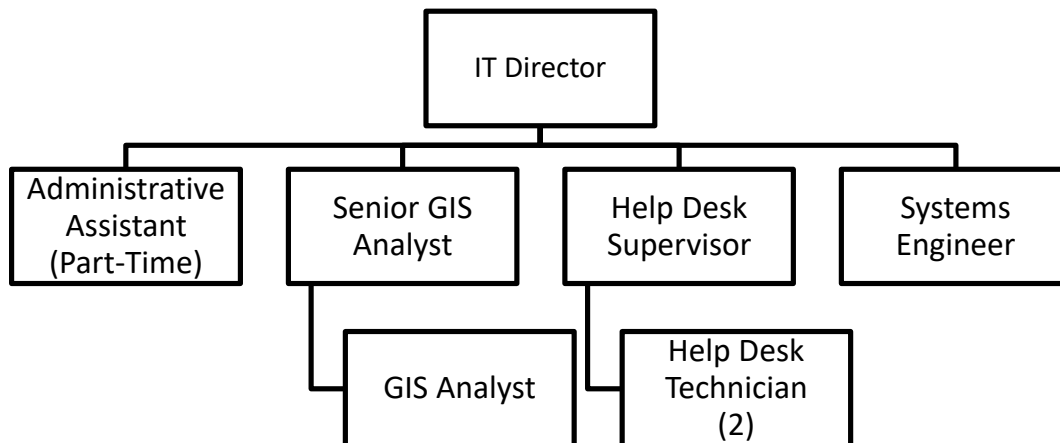 IT Director
Administrative
Assistant
(Part-Time)
Senior GIS
Analyst
Help Desk
Supervisor
Systems
Engineer
GIS Analyst
Help Desk
Technician
(2)